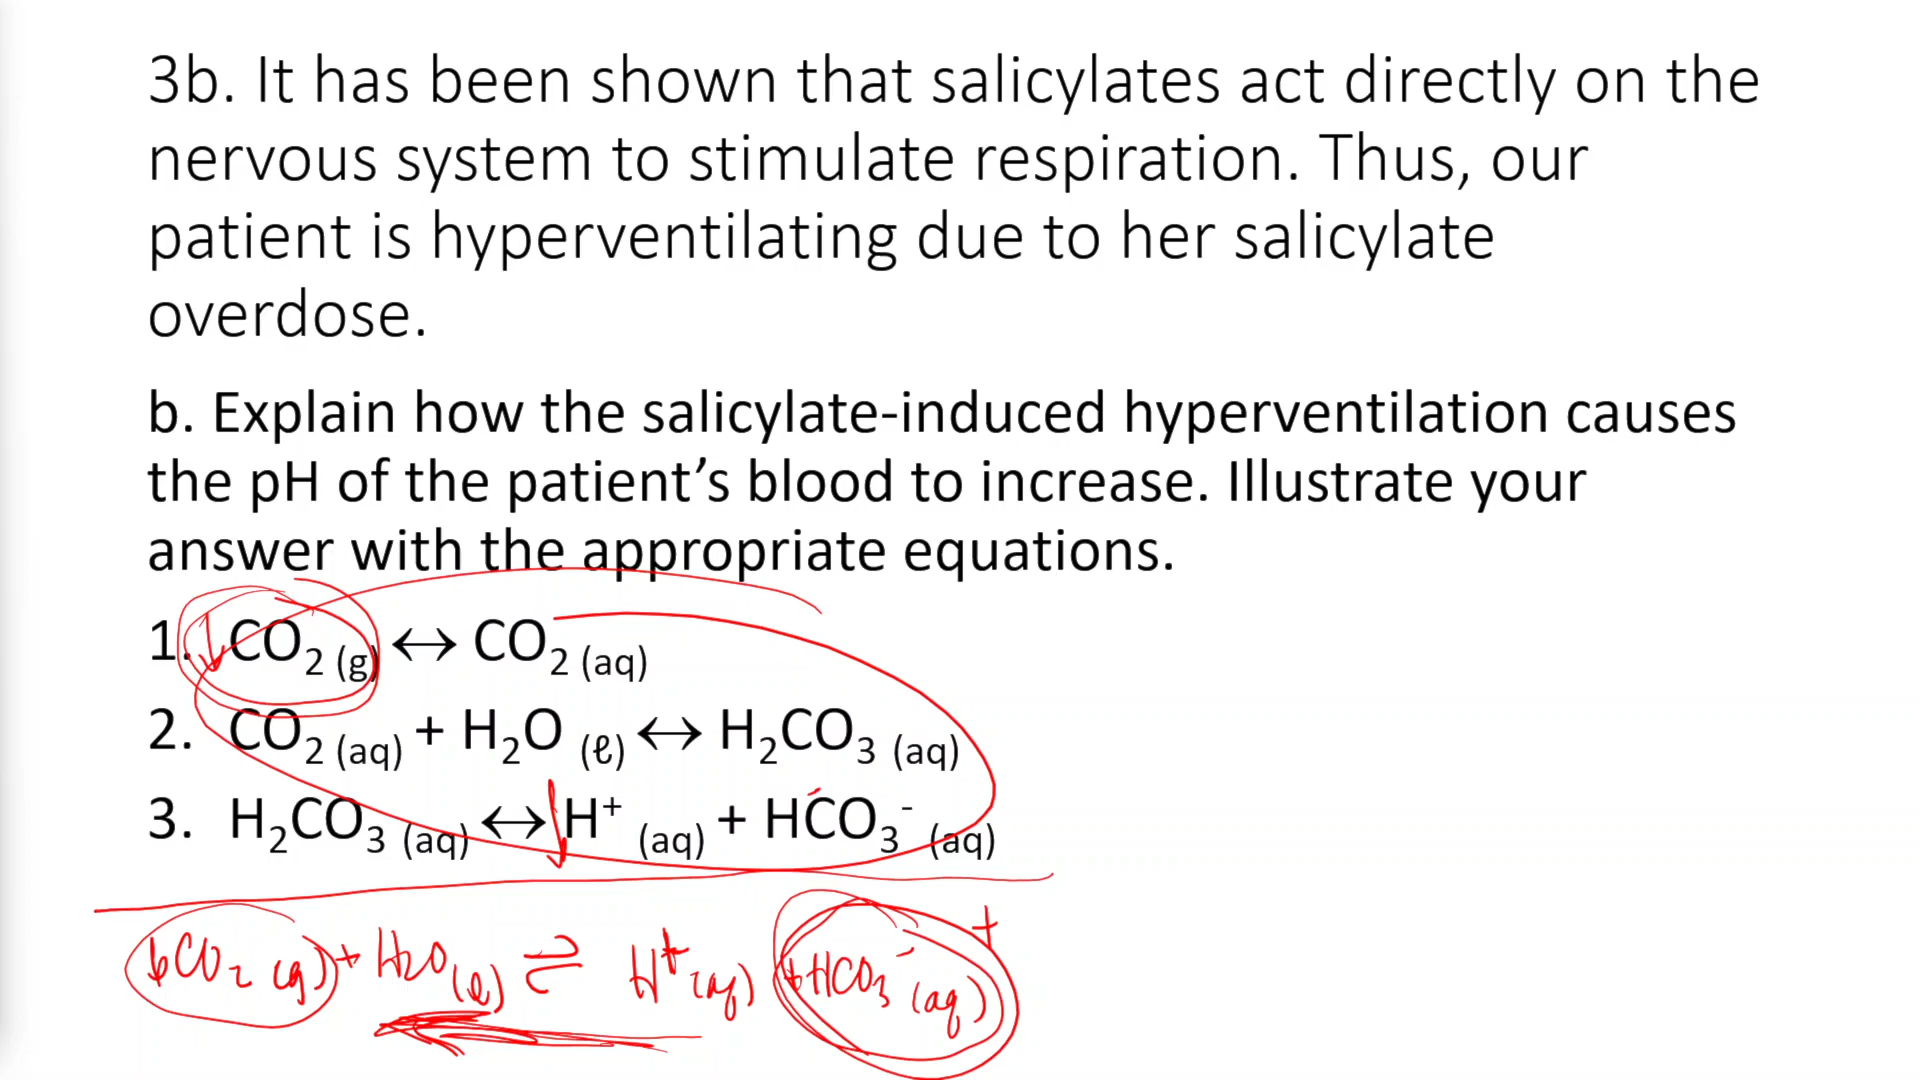 3b. It has been shown that salicylates act directly on the
nervous system to stimulate respiration. Thus, our
patient is hyperventilating due to her salicylate
overdose.
b. Explain how the salicylate-induced hyperventilation causes
the pH of the patient’s blood to increase. Illustrate your
answer with the appropriate equations.
1. ↓CO₂ (g) ↔ CO₂ (aq)
2. CO₂ (aq) + H₂O (ℓ) ↔ H₂CO₃ (aq)
3. H₂CO₃ (aq) ↔ ↓H⁺ (aq) + HCO₃⁻ (aq)
↓CO₂ (g) + H₂O (l) ⇌ H⁺ (aq) + HCO₃⁻ (aq)